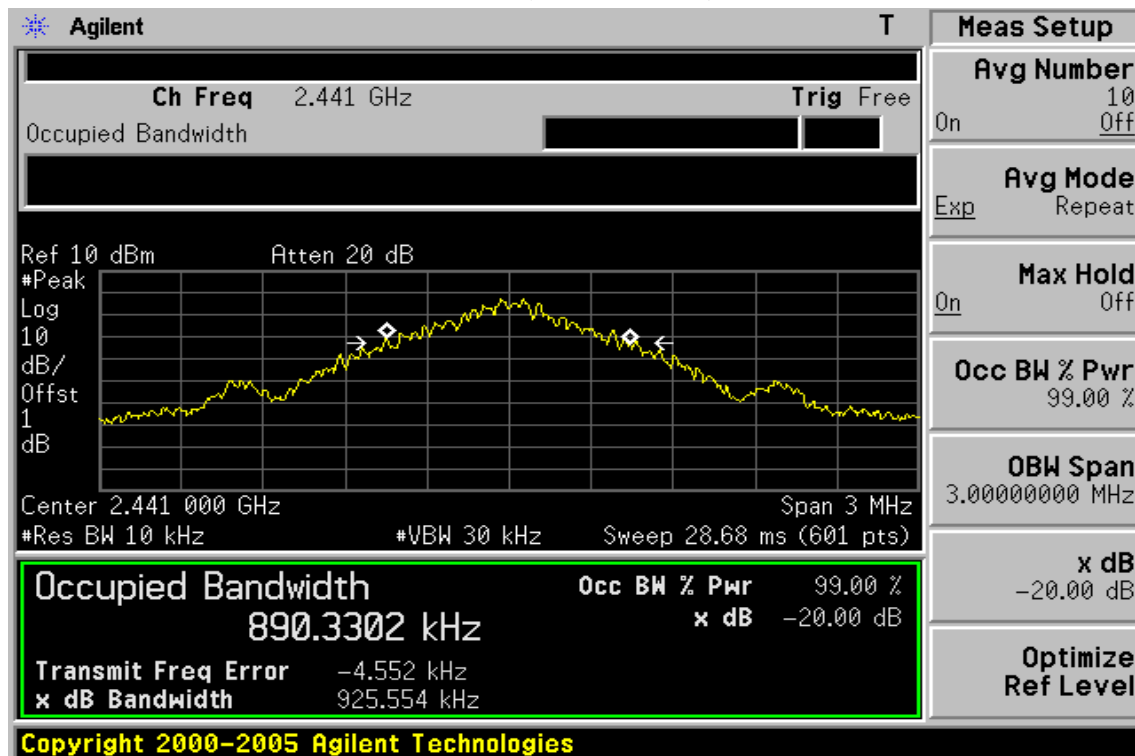 Agilent T
Ch Freq 2.441 GHz Trig Free
Occupied Bandwidth
Ref 10 dBm Atten 20 dB
#Peak
Log
10
dB/
Offst
1
dB
Center 2.441 000 GHz Span 3 MHz
#Res BW 10 kHz #VBW 30 kHz Sweep 28.68 ms (601 pts)
Occupied Bandwidth
890.3302 kHz
Occ BW % Pwr 99.00 %
x dB -20.00 dB
Transmit Freq Error -4.552 kHz
x dB Bandwidth 925.554 kHz
Meas Setup
Avg Number
10
On Off
Avg Mode
Exp Repeat
Max Hold
On Off
Occ BW % Pwr
99.00 %
OBW Span
3.00000000 MHz
x dB
-20.00 dB
Optimize
Ref Level
Copyright 2000-2005 Agilent Technologies